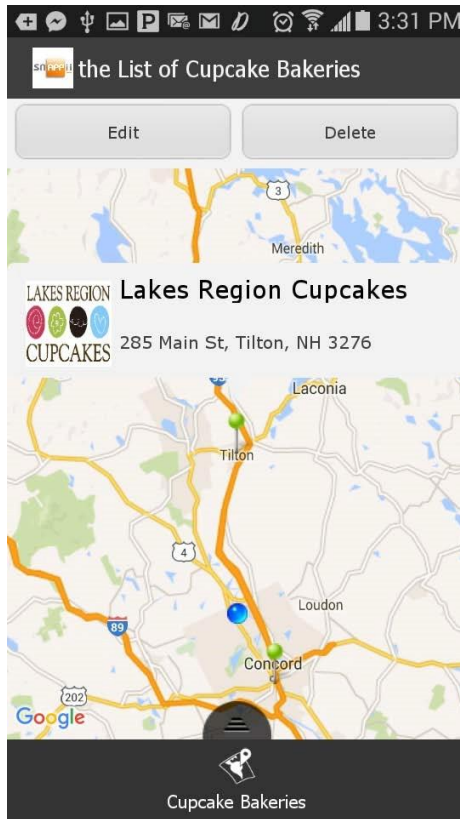 3:31 PM
snappii
the List of Cupcake Bakeries
Edit
Delete
3
Meredith
LAKES REGION
CUPCAKES
Lakes Region Cupcakes
285 Main St, Tilton, NH 3276
Laconia
Tilton
4
Loudon
89
Concord
202
Google
Cupcake Bakeries